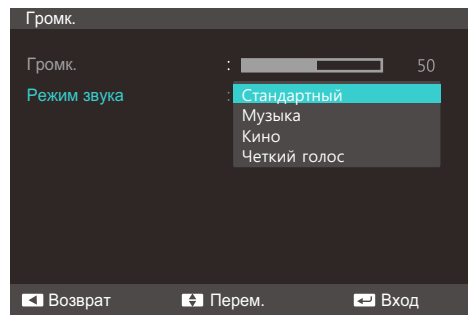 Громк.
Громк. : 50
Режим звука : Стандартный
Музыка
Кино
Четкий голос
Возврат Перем. Вход